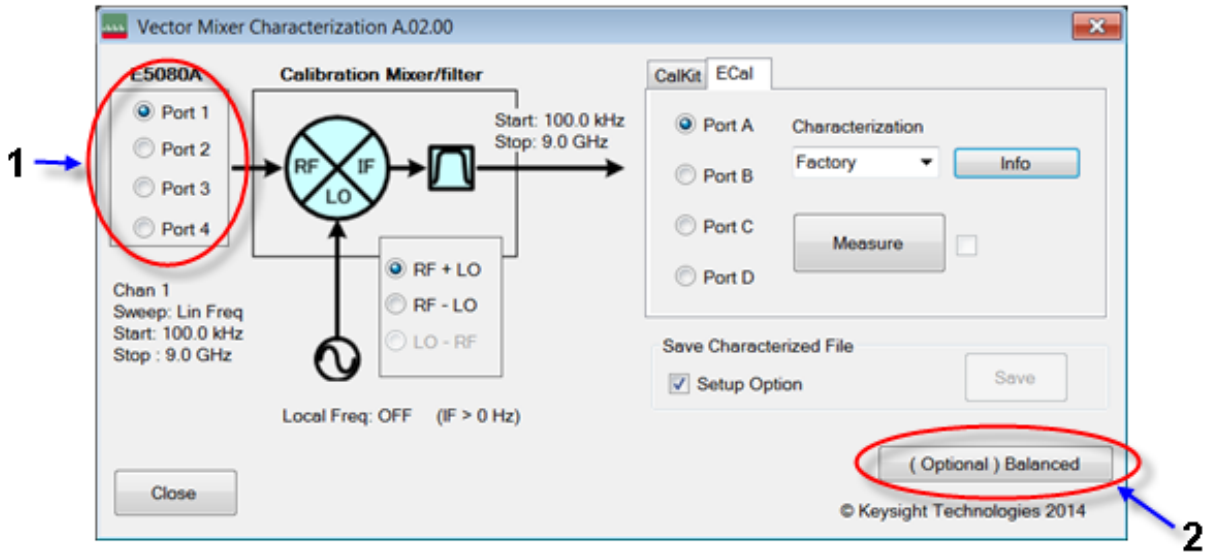 Vector Mixer Characterization A.02.00
E5080A
Port 1
Port 2
Port 3
Port 4
1
Chan 1
Sweep: Lin Freq
Start: 100.0 kHz
Stop : 9.0 GHz
Calibration Mixer/filter
RF
IF
LO
Start: 100.0 kHz
Stop: 9.0 GHz
RF + LO
RF - LO
LO - RF
Local Freq: OFF (IF > 0 Hz)
CalKit
ECal
Port A
Port B
Port C
Port D
Characterization
Factory
Info
Measure
Save Characterized File
Setup Option
Save
( Optional ) Balanced
2
Close
© Keysight Technologies 2014